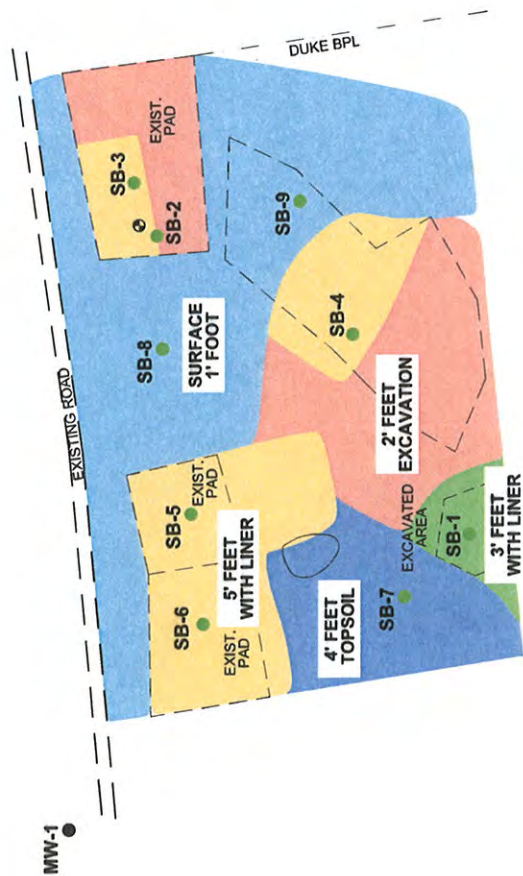 MW-1
EXISTING ROAD
DUKE BPL
EXIST.
PAD
SB-3
SB-2
SB-9
SB-8
SURFACE
1' FOOT
SB-4
2' FEET
EXCAVATION
EXIST.
PAD
SB-5
5' FEET
WITH LINER
SB-6
EXIST.
PAD
4' FEET
TOPSOIL
SB-7
EXCAVATED
AREA
SB-1
3' FEET
WITH LINER